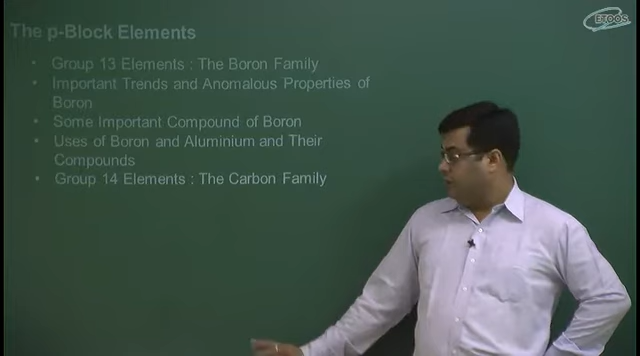 ETOOS
The p-Block Elements
• Group 13 Elements : The Boron Family
• Important Trends and Anomalous Properties of
Boron
• Some Important Compound of Boron
• Uses of Boron and Aluminium and Their
Compounds
• Group 14 Elements : The Carbon Family